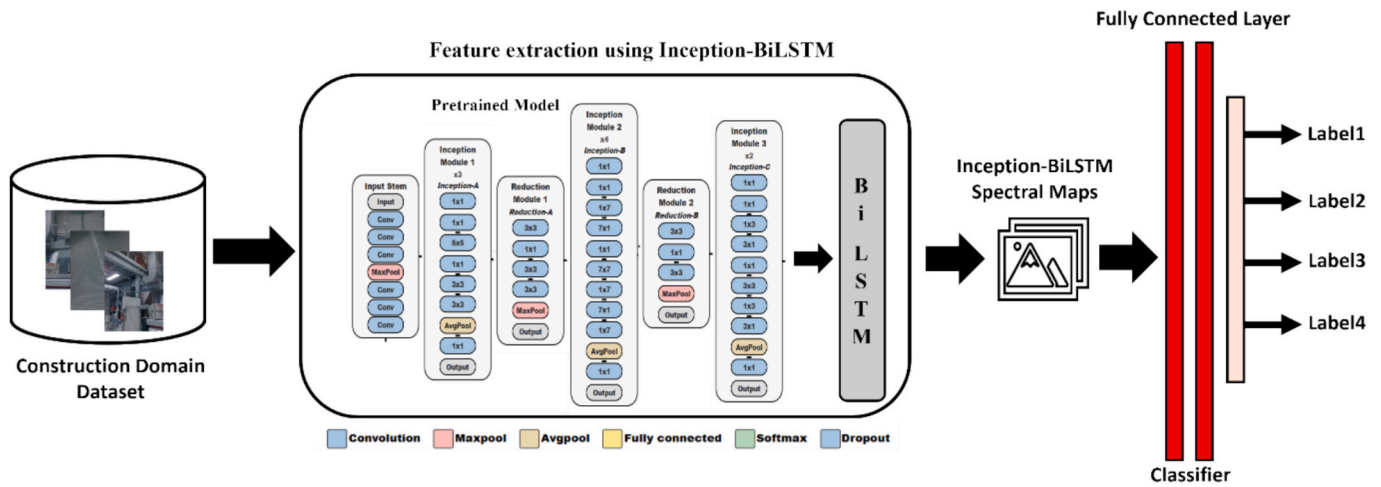 Fully Connected Layer
Feature extraction using Inception-BiLSTM
Pretrained Model
Construction Domain
Dataset
Input Stem
Input
Conv
Conv
Conv
MaxPool
Conv
Conv
Conv
Inception
Module 1
x3
Inception-A
1x1
1x1
5x5
1x1
3x3
3x3
AvgPool
1x1
Output
Reduction
Module 1
Reduction-A
3x3
1x1
3x3
3x3
MaxPool
Output
Inception
Module 2
x4
Inception-B
1x1
1x1
1x7
7x1
1x1
7x7
1x7
7x1
1x7
AvgPool
1x1
Output
Reduction
Module 2
Reduction-B
3x3
1x1
3x3
MaxPool
Output
Inception
Module 3
x2
Inception-C
1x1
1x1
1x3
3x1
1x1
3x3
1x3
3x1
AvgPool
1x1
Output
B
i
L
S
T
M
Convolution
Maxpool
Avgpool
Fully connected
Softmax
Dropout
Inception-BiLSTM
Spectral Maps
Label1
Label2
Label3
Label4
Classifier